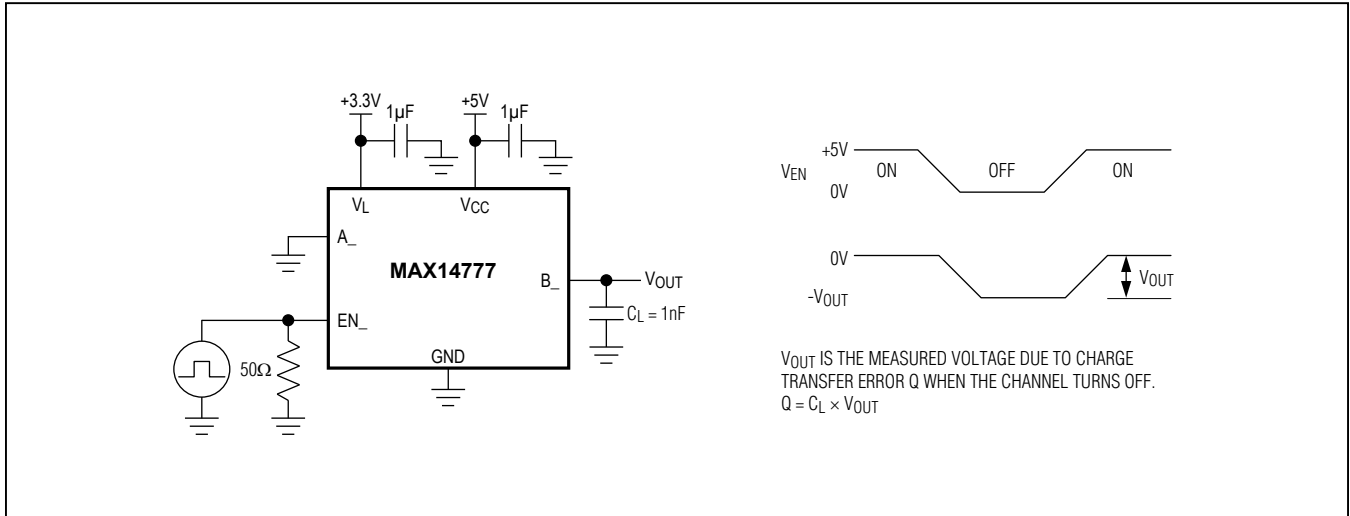 +3.3V 1µF
+5V 1µF
VL
VCC
A_
MAX14777
B_
VOUT
CL = 1nF
EN_
50Ω
GND
+5V
VEN
ON
OFF
ON
0V
0V
VOUT
-VOUT
VOUT IS THE MEASURED VOLTAGE DUE TO CHARGE
TRANSFER ERROR Q WHEN THE CHANNEL TURNS OFF.
Q = CL × VOUT